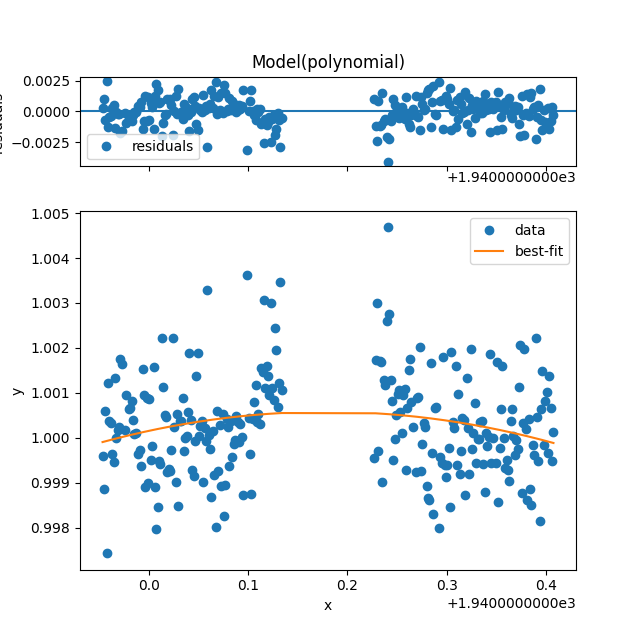 Model(polynomial)
0.0025
0.0000
−0.0025
residuals
+1.9400000000e3
1.005
1.004
1.003
1.002
1.001
1.000
0.999
0.998
y
data
best-fit
0.0 0.1 0.2 0.3 0.4
x
+1.9400000000e3